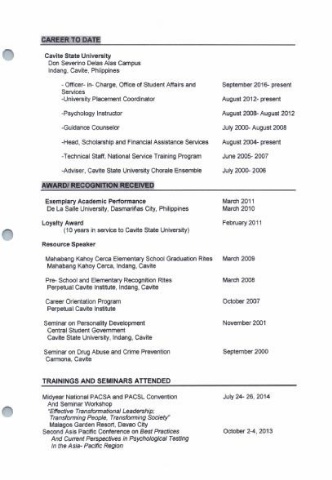 CAREER TO DATE
Cavite State University
Don Severino Delas Alas Campus
Indang, Cavite, Philippines
- Officer- In- Charge, Office of Student Affairs and Services September 2016- present
-University Placement Coordinator August 2012- present
-Psychology Instructor August 2008- August 2012
-Guidance Counselor July 2000- August 2008
-Head, Scholarship and Financial Assistance Services August 2004- present
-Technical Staff, National Service Training Program June 2005- 2007
-Adviser, Cavite State University Chorale Ensemble July 2000- 2006
AWARD/ RECOGNITION RECEIVED
Exemplary Academic Performance March 2011
De La Salle University, Dasmariñas City, Philippines March 2010
Loyalty Award February 2011
(10 years in service to Cavite State University)
Resource Speaker
Mahabang Kahoy Cerca Elementary School Graduation Rites March 2009
Mahabang Kahoy Cerca, Indang, Cavite
Pre- School and Elementary Recognition Rites March 2008
Perpetual Cavite Institute, Indang, Cavite
Career Orientation Program October 2007
Perpetual Cavite Institute
Seminar on Personality Development November 2001
Central Student Government
Cavite State University, Indang, Cavite
Seminar on Drug Abuse and Crime Prevention September 2000
Carmona, Cavite
TRAININGS AND SEMINARS ATTENDED
Midyear National PACSA and PACSL Convention July 24- 26, 2014
And Seminar Workshop
"Effective Transformational Leadership:
Transforming People, Transforming Society"
Malagos Garden Resort, Davao City
Second Asia Pacific Conference on Best Practices October 2-4, 2013
And Current Perspectives in Psychological Testing
in the Asia- Pacific Region